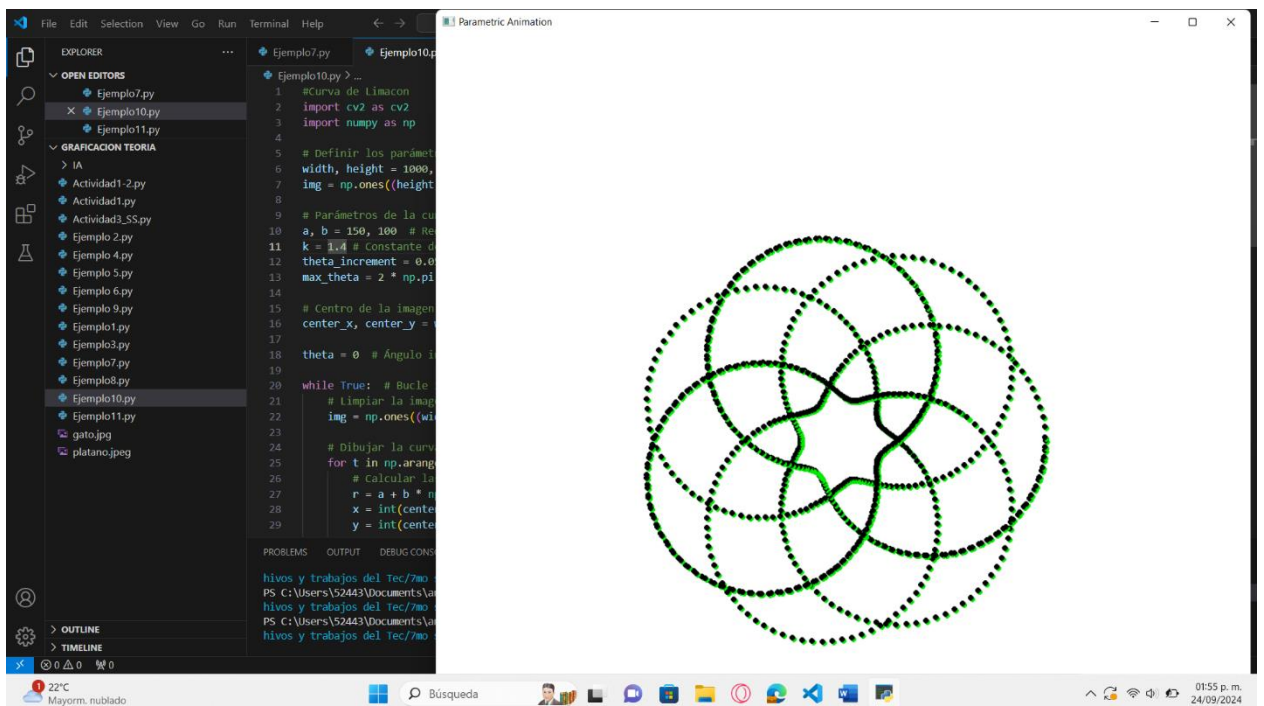 File Edit Selection View Go Run Terminal Help
Parametric Animation
EXPLORER
OPEN EDITORS
Ejemplo7.py
Ejemplo10.py
Ejemplo11.py
GRAFICACION TEORIA
IA
Actividad1-2.py
Actividad1.py
Actividad3_SS.py
Ejemplo 2.py
Ejemplo 4.py
Ejemplo 5.py
Ejemplo 6.py
Ejemplo 9.py
Ejemplo1.py
Ejemplo3.py
Ejemplo7.py
Ejemplo8.py
Ejemplo10.py
Ejemplo11.py
gato.jpg
platano.jpeg
OUTLINE
TIMELINE
Ejemplo7.py Ejemplo10.p
Ejemplo10.py > ...
1 #Curva de Limacon
2 import cv2 as cv2
3 import numpy as np
4
5 # Definir los parámet
6 width, height = 1000,
7 img = np.ones((height
8
9 # Parámetros de la cu
10 a, b = 150, 100 # Re
11 k = 1.4 # Constante d
12 theta_increment = 0.0
13 max_theta = 2 * np.pi
14
15 # Centro de la imagen
16 center_x, center_y =
17
18 theta = 0 # Ángulo i
19
20 while True: # Bucle
21 # Limpiar la imag
22 img = np.ones((wi
23
24 # Dibujar la curv
25 for t in np.arang
26 # Calcular la
27 r = a + b * n
28 x = int(cente
29 y = int(cente
PROBLEMS OUTPUT DEBUG CONS
hivos y trabajos del Tec/7mo
PS C:\Users\52443\Documents\a
hivos y trabajos del Tec/7mo
PS C:\Users\52443\Documents\a
hivos y trabajos del Tec/7mo
0 0 0
1
22°C
Mayorm. nublado
Búsqueda
01:55 p. m.
24/09/2024